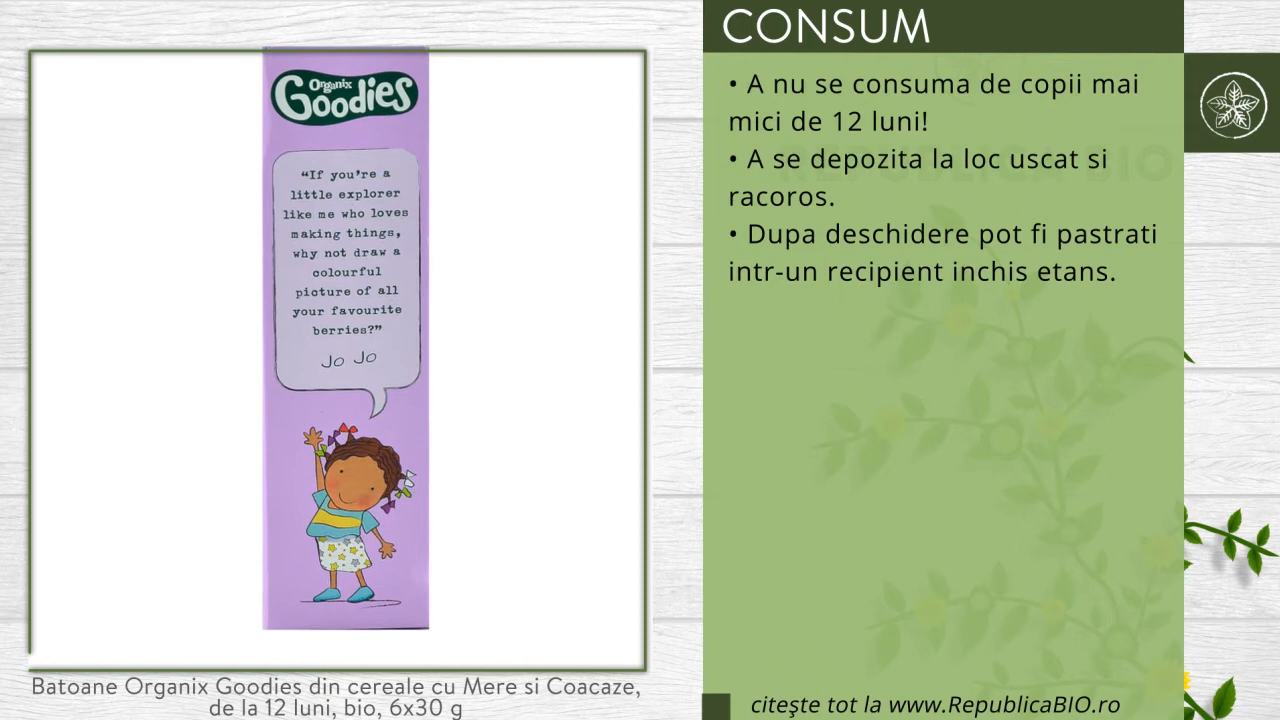 CONSUM
• A nu se consuma de copii mai
mici de 12 luni!
• A se depozita la loc uscat si
racoros.
• Dupa deschidere pot fi pastrati
intr-un recipient inchis etans.
citește tot la www.RepublicaBIO.ro
Organix
Goodies
“If you're a
little explorer
like me who loves
making things,
why not draw a
colourful
picture of all
your favourite
berries?”
Jo Jo
Batoane Organix Goodies din cereale cu Mere si Coacaze,
de la 12 luni, bio, 6x30 g